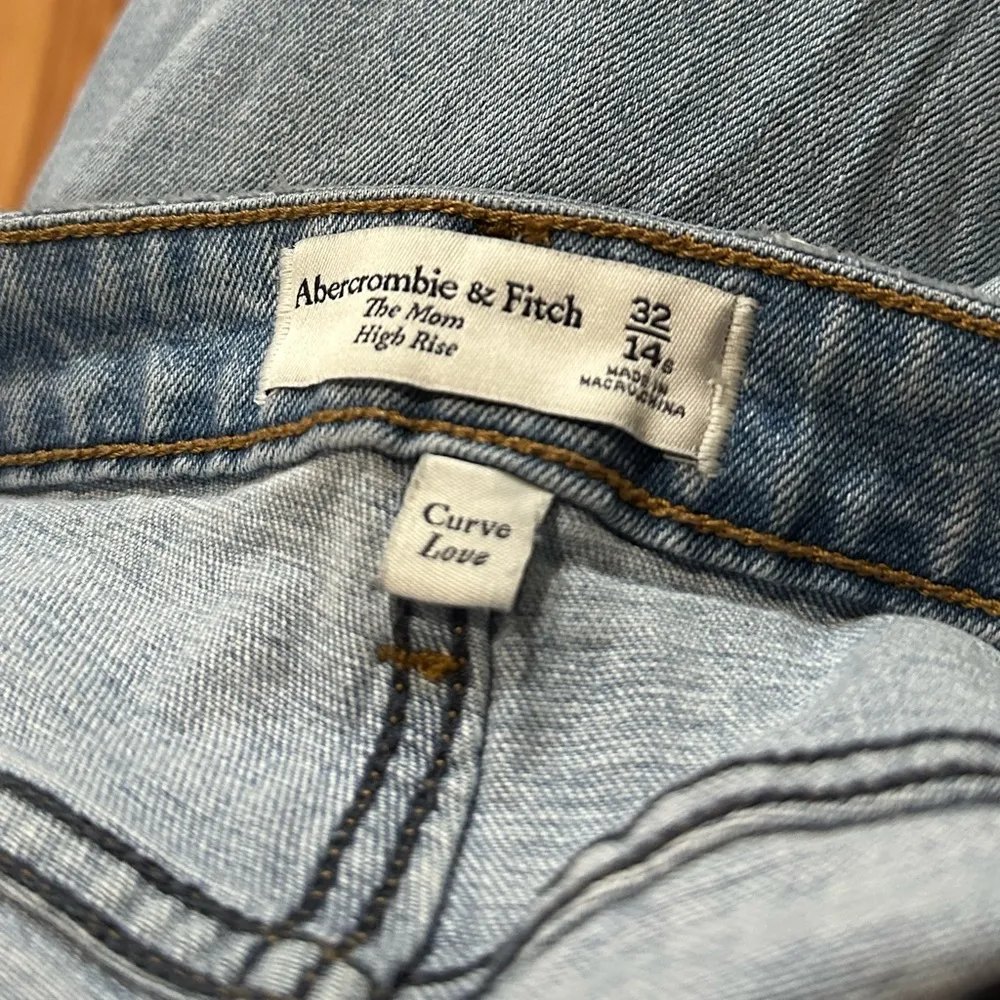 Abercrombie & Fitch
The Mom
High Rise
32
14s
MADE IN
MACAU CHINA
Curve
Love